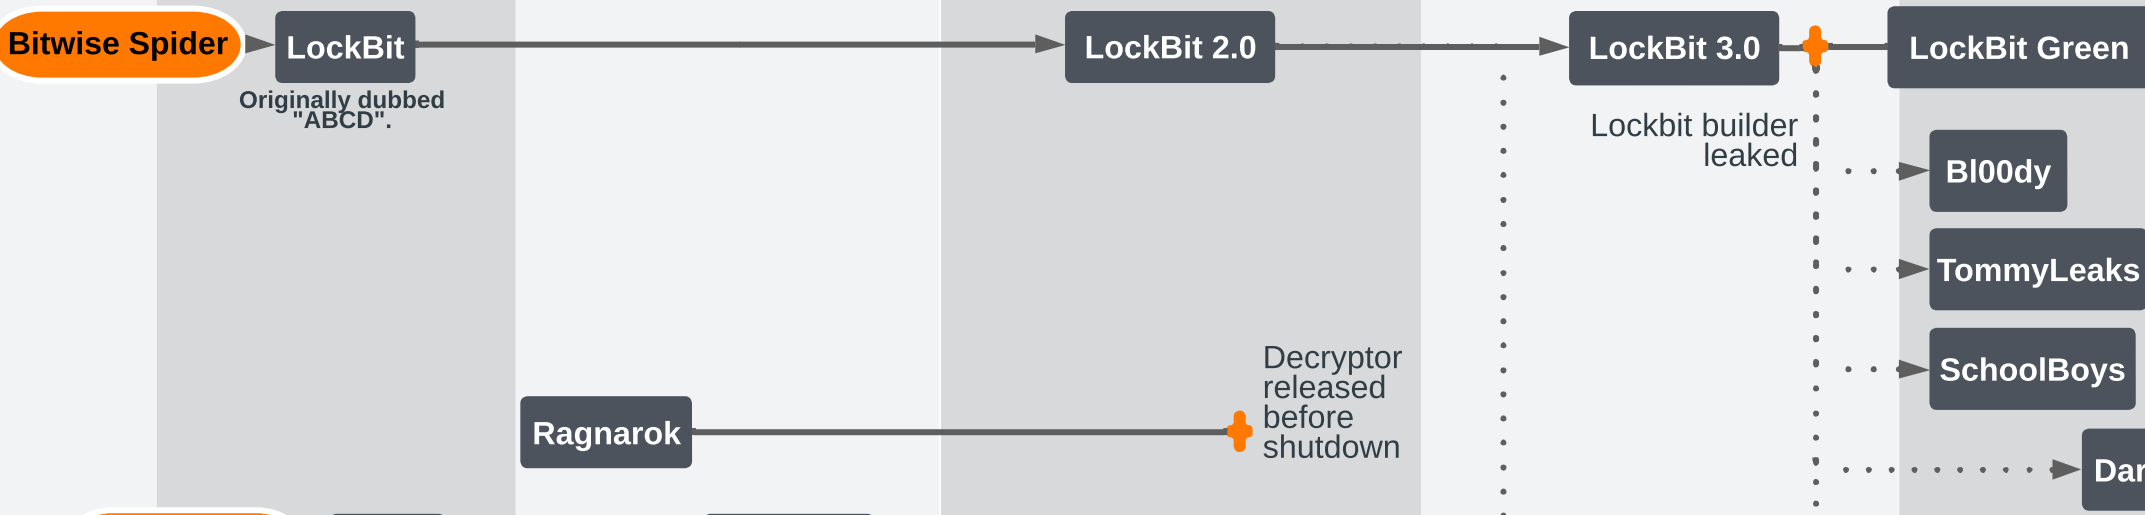 Bitwise Spider
LockBit
LockBit 2.0
LockBit 3.0
LockBit Green
Originally dubbed
"ABCD".
Lockbit builder
leaked
Bl00dy
TommyLeaks
SchoolBoys
Decryptor
released
before
shutdown
Ragnarok